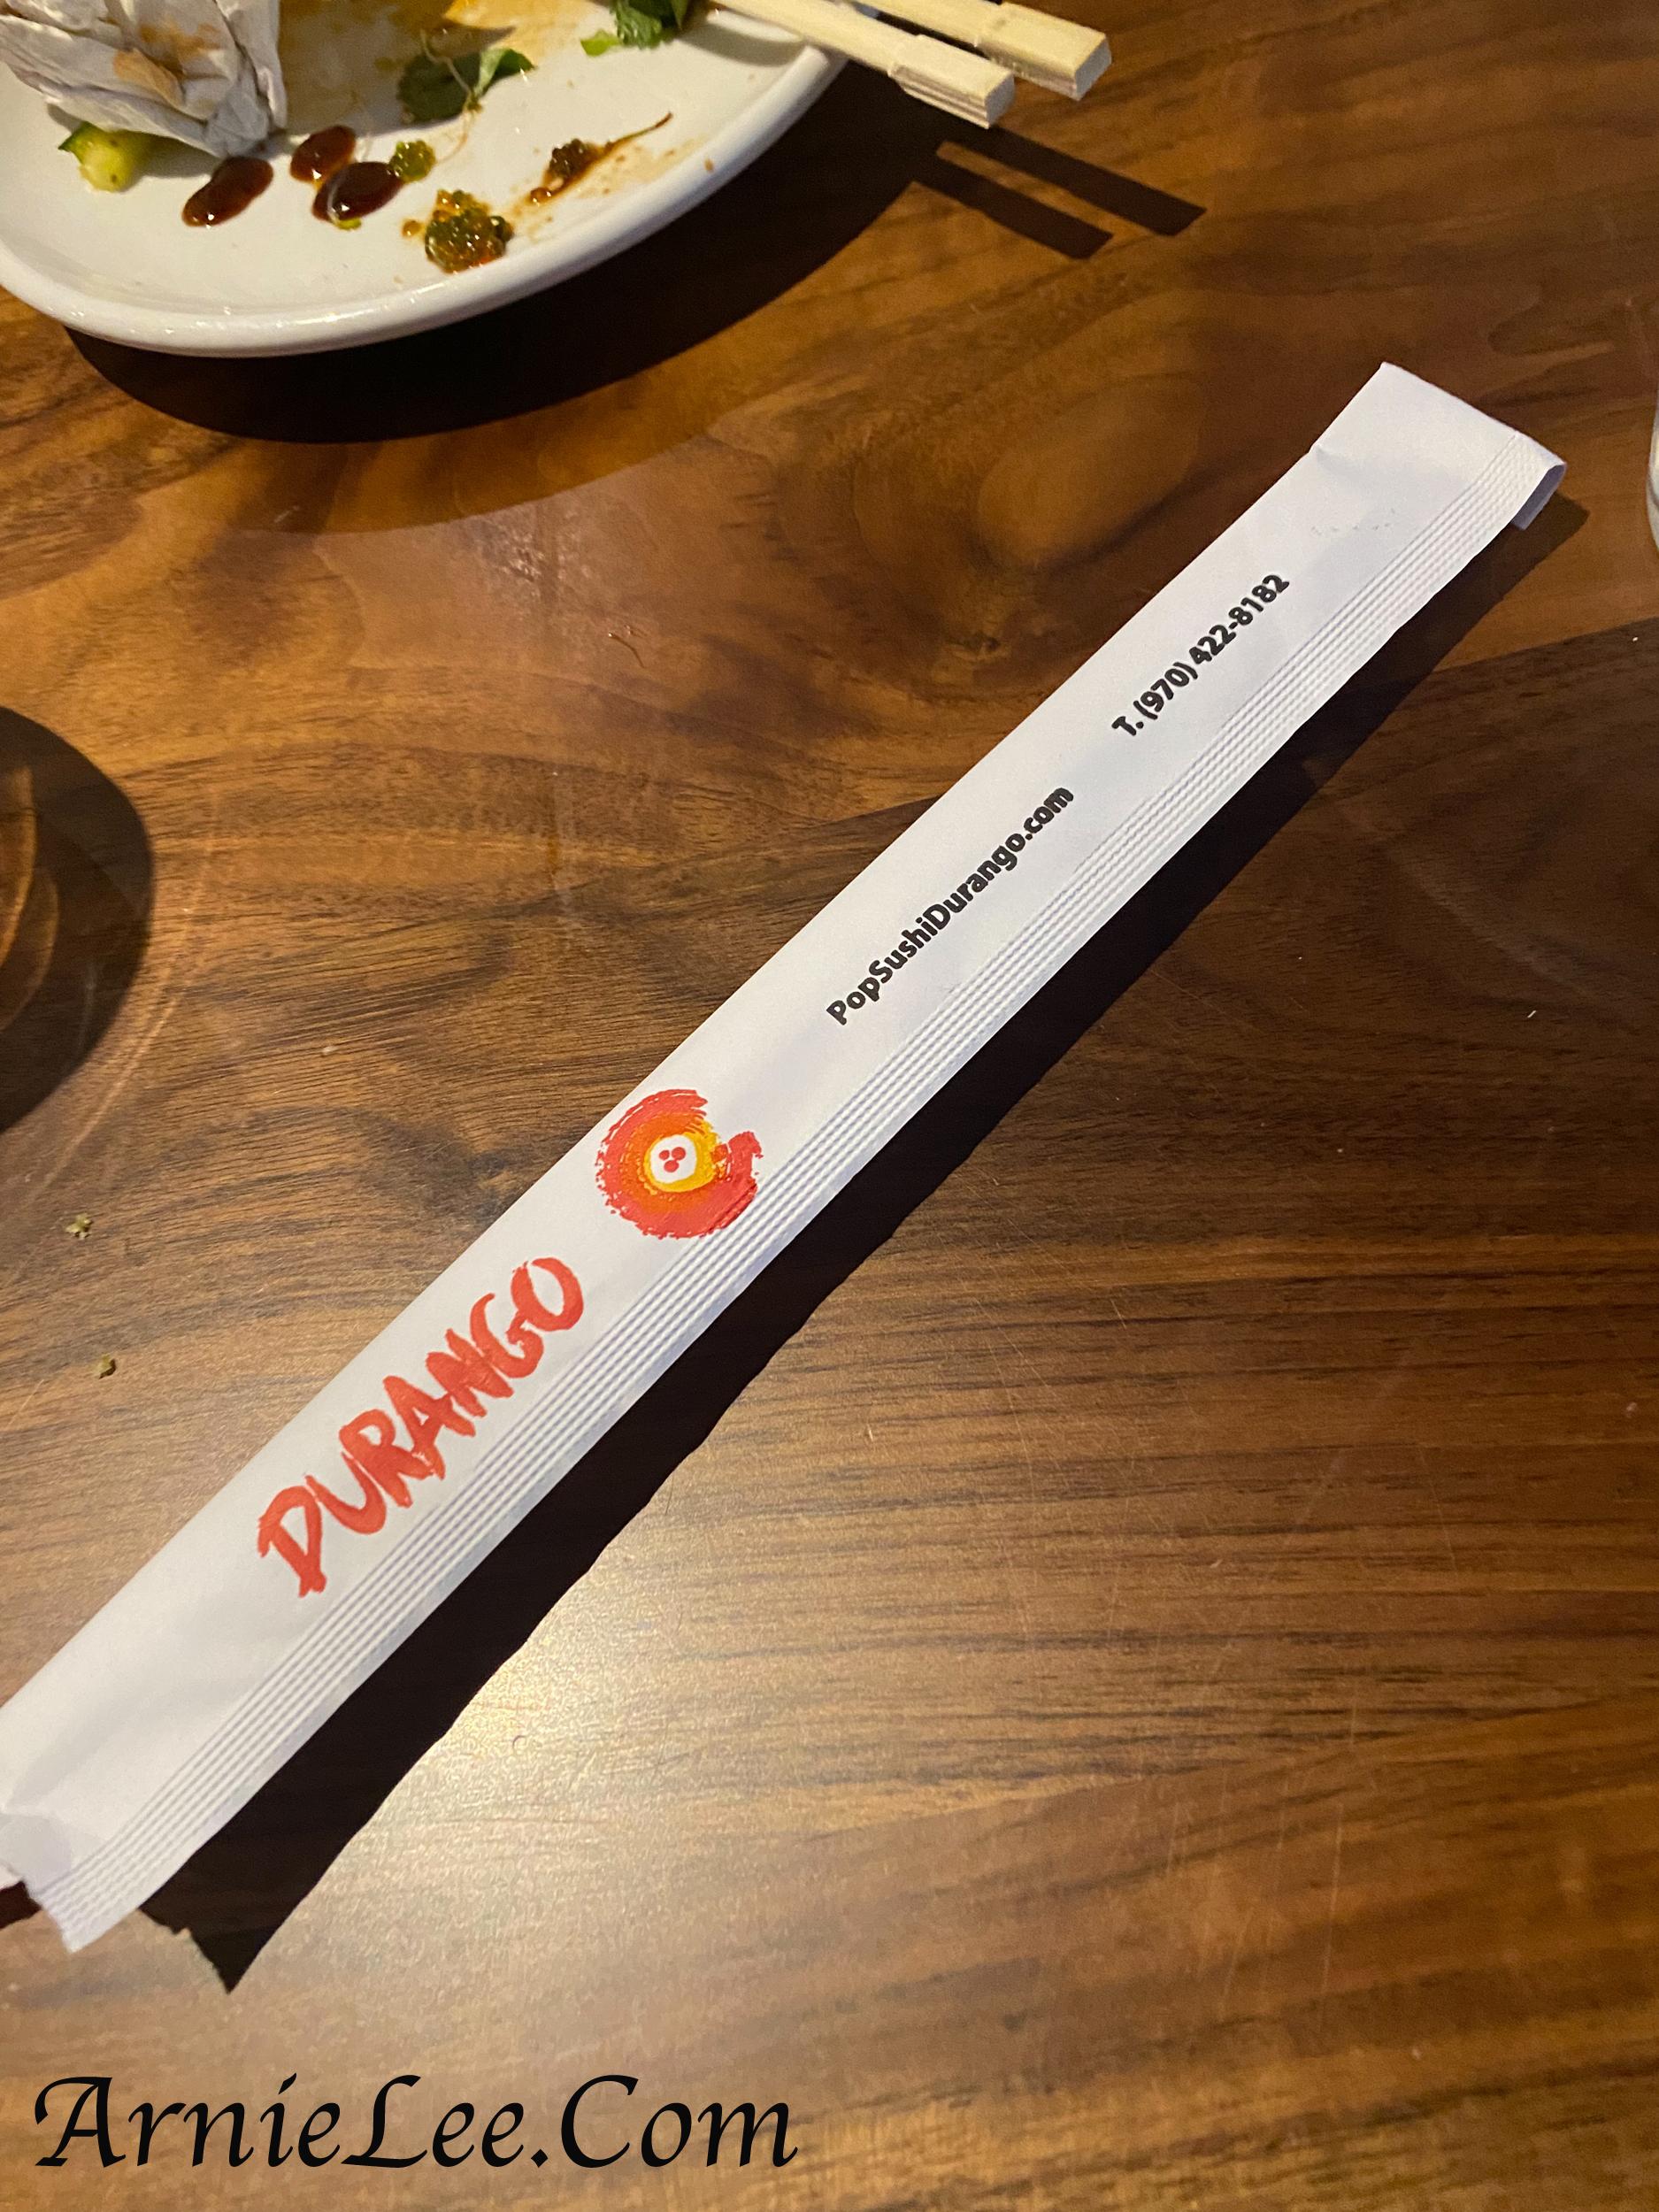 T. (970) 422-8182
PopSushiDurango.com
DURANGO
ArnieLee.Com